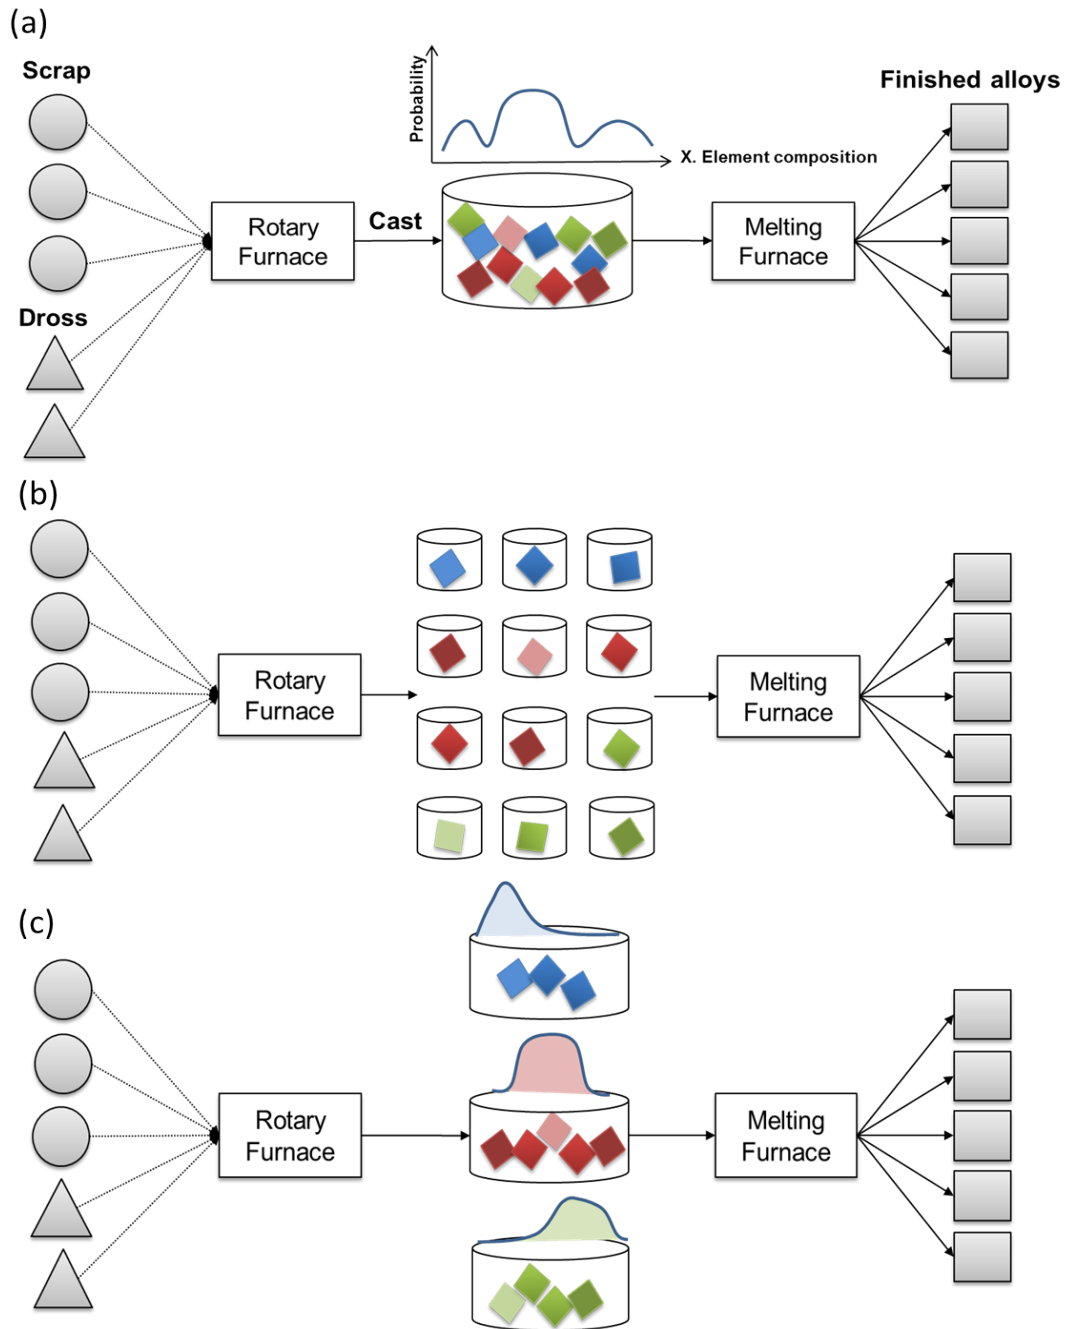 (a)
Scrap
Probability
X. Element composition
Finished alloys
Rotary
Furnace
Cast
Melting
Furnace
Dross
(b)
Rotary
Furnace
Melting
Furnace
(c)
Rotary
Furnace
Melting
Furnace